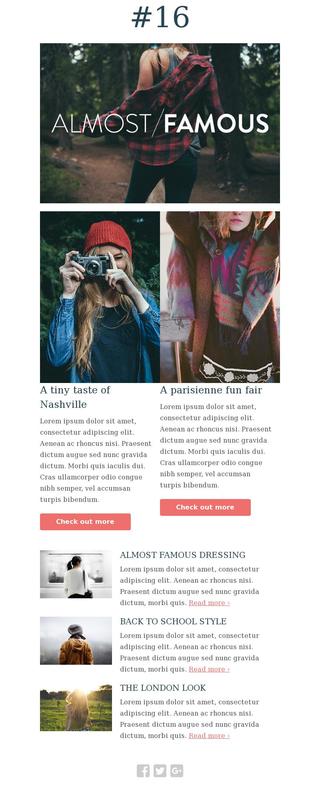 #16
ALMOST/FAMOUS
A tiny taste of
Nashville
Lorem ipsum dolor sit amet,
consectetur adipiscing elit.
Aenean ac rhoncus nisi. Praesent
dictum augue sed nunc gravida
dictum. Morbi quis iaculis dui.
Cras ullamcorper odio congue
nibh semper, vel accumsan
turpis bibendum.
Check out more
A parisienne fun fair
Lorem ipsum dolor sit amet,
consectetur adipiscing elit.
Aenean ac rhoncus nisi. Praesent
dictum augue sed nunc gravida
dictum. Morbi quis iaculis dui.
Cras ullamcorper odio congue
nibh semper, vel accumsan
turpis bibendum.
Check out more
ALMOST FAMOUS DRESSING
Lorem ipsum dolor sit amet, consectetur
adipiscing elit. Aenean ac rhoncus nisi.
Praesent dictum augue sed nunc gravida
dictum, morbi quis. Read more ›
BACK TO SCHOOL STYLE
Lorem ipsum dolor sit amet, consectetur
adipiscing elit. Aenean ac rhoncus nisi.
Praesent dictum augue sed nunc gravida
dictum, morbi quis. Read more ›
THE LONDON LOOK
Lorem ipsum dolor sit amet, consectetur
adipiscing elit. Aenean ac rhoncus nisi.
Praesent dictum augue sed nunc gravida
dictum, morbi quis. Read more ›